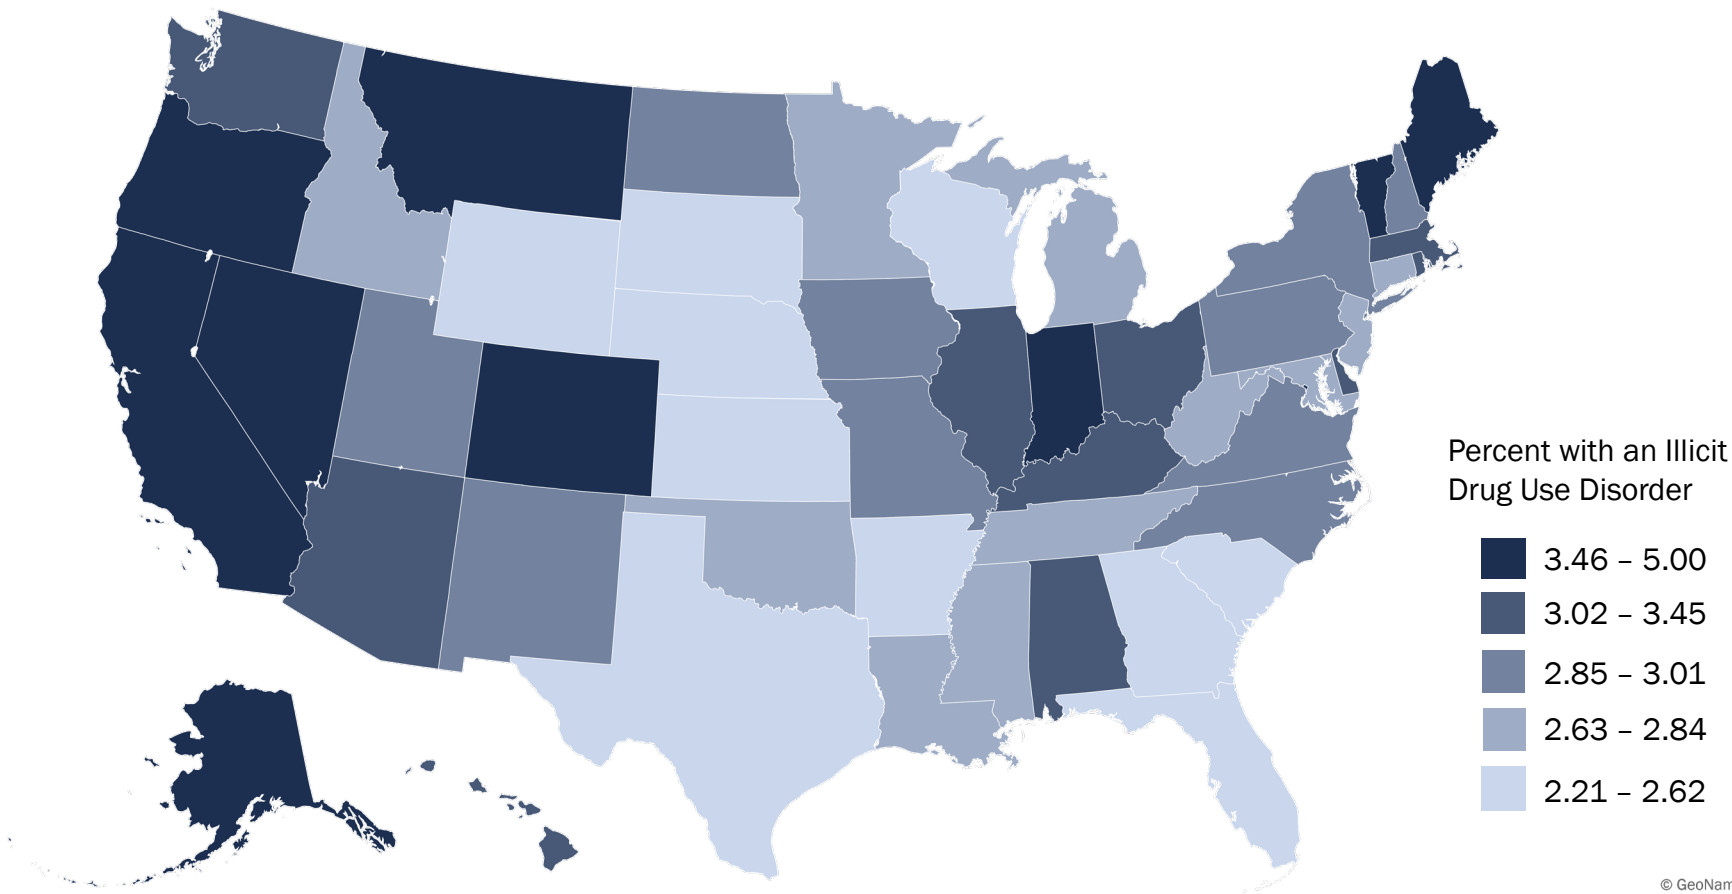 Percent with an Illicit
Drug Use Disorder
3.46 – 5.00
3.02 – 3.45
2.85 – 3.01
2.63 – 2.84
2.21 – 2.62
© GeoNam